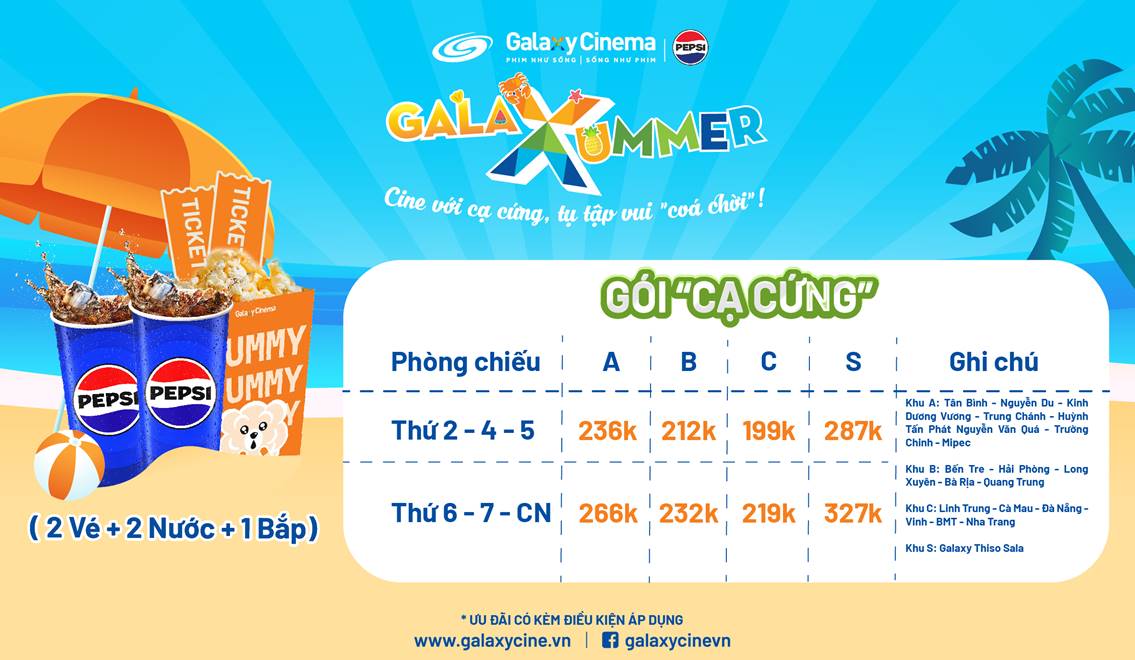 Galaxy Cinema
PHIM NHƯ SỐNG | SỐNG NHƯ PHIM
PEPSI
GALAXUMMER
Cine với cạ cứng, tụ tập vui "coá chời"!
TICKET
TICKET
Galaxy Cinema
UMMY
UMMY
Y
PEPSI
PEPSI
( 2 Vé + 2 Nước + 1 Bắp)
GÓI “CẠ CỨNG”
Phòng chiếu A B C S Ghi chú
Thứ 2 - 4 - 5 236k 212k 199k 287k
Thứ 6 - 7 - CN 266k 232k 219k 327k
Khu A: Tân Bình - Nguyễn Du - Kinh
Dương Vương - Trung Chánh - Huỳnh
Tấn Phát Nguyễn Văn Quá - Trường
Chinh - Mipec
Khu B: Bến Tre - Hải Phòng - Long
Xuyên - Bà Rịa - Quang Trung
Khu C: Linh Trung - Cà Mau - Đà Nẵng -
Vinh - BMT - Nha Trang
Khu S: Galaxy Thiso Sala
* ƯU ĐÃI CÓ KÈM ĐIỀU KIỆN ÁP DỤNG
www.galaxycine.vn | galaxycinevn